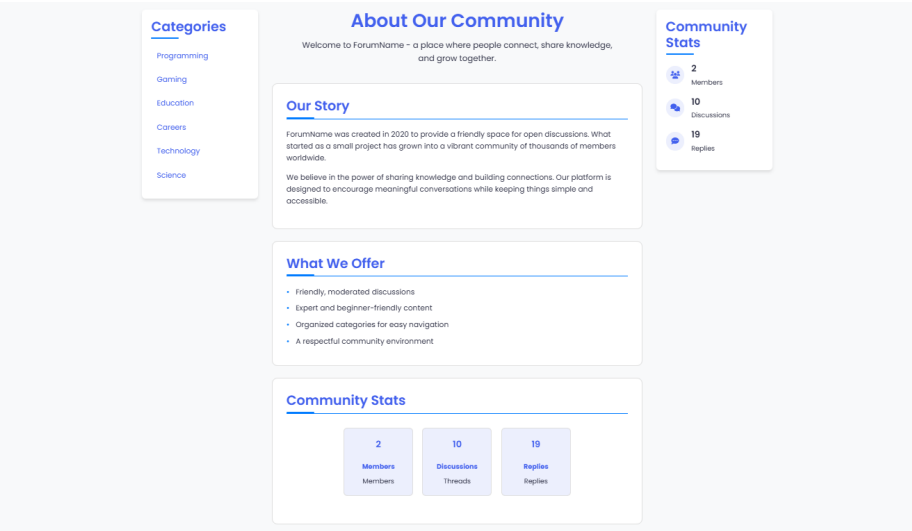 Categories
Programming
Gaming
Education
Careers
Technology
Science
About Our Community
Welcome to ForumName - a place where people connect, share knowledge,
and grow together.
Our Story
ForumName was created in 2020 to provide a friendly space for open discussions. What
started as a small project has grown into a vibrant community of thousands of members
worldwide.
We believe in the power of sharing knowledge and building connections. Our platform is
designed to encourage meaningful conversations while keeping things simple and
accessible.
What We Offer
• Friendly, moderated discussions
• Expert and beginner-friendly content
• Organized categories for easy navigation
• A respectful community environment
Community Stats
2
Members
Members
10
Discussions
Threads
19
Replies
Replies
Community
Stats
2
Members
10
Discussions
19
Replies